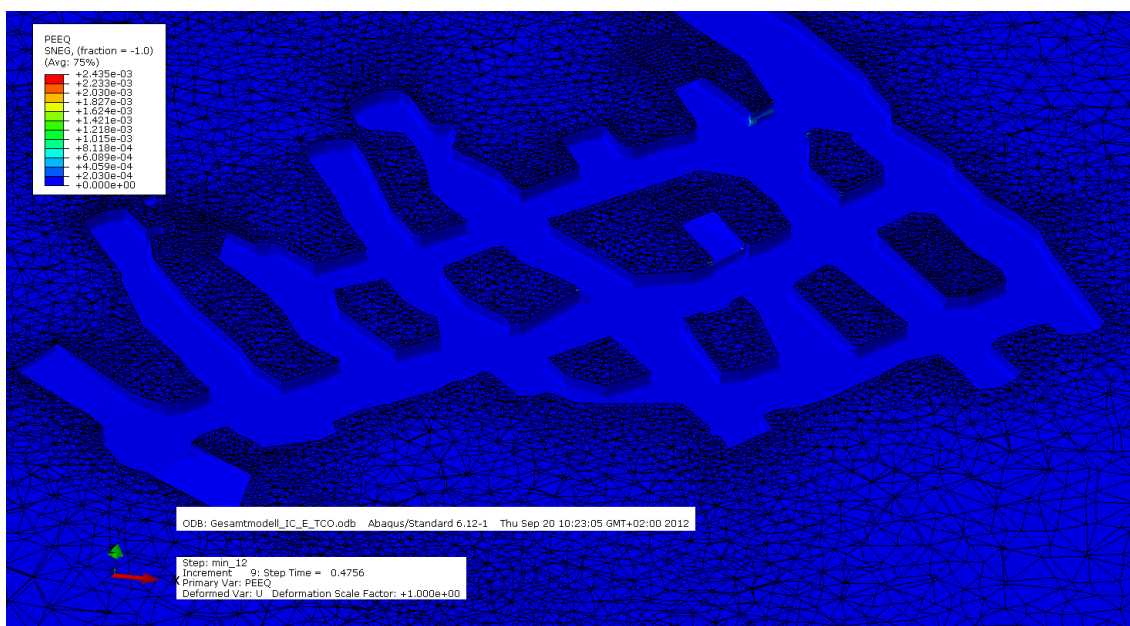 PEEQ
SNEG, (fraction = -1.0)
(Avg: 75%)
+2.435e-03
+2.233e-03
+2.030e-03
+1.827e-03
+1.624e-03
+1.421e-03
+1.218e-03
+1.015e-03
+8.118e-04
+6.089e-04
+4.059e-04
+2.030e-04
+0.000e+00
ODB: Gesamtmodell_IC_E_TCO.odb Abaqus/Standard 6.12-1 Thu Sep 20 10:23:05 GMT+02:00 2012
X
Step: min_12
Increment 9: Step Time = 0.4756
Primary Var: PEEQ
Deformed Var: U Deformation Scale Factor: +1.000e+00